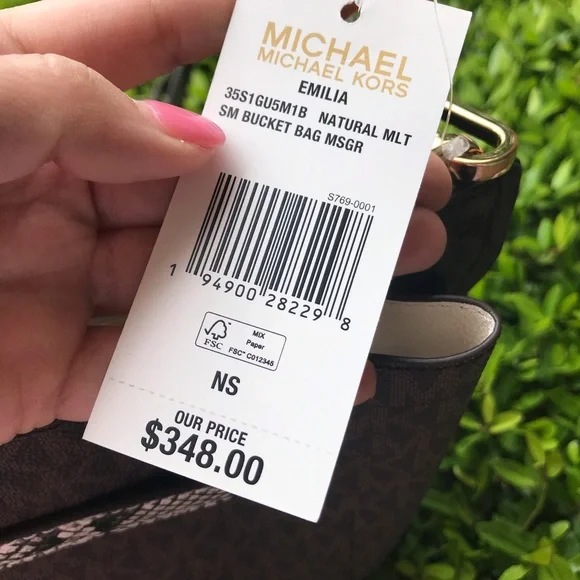 MICHAEL
MICHAEL KORS
EMILIA
35S1GU5M1B NATURAL MLT
SM BUCKET BAG MSGR
S769-0001
1 94900 28229 8
FSC
MIX
Paper
FSC™ C012345
NS
OUR PRICE
$348.00